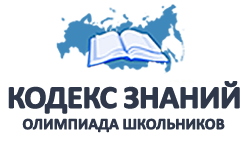 КОДЕКС ЗНАНИЙ
ОЛИМПИАДА ШКОЛЬНИКОВ